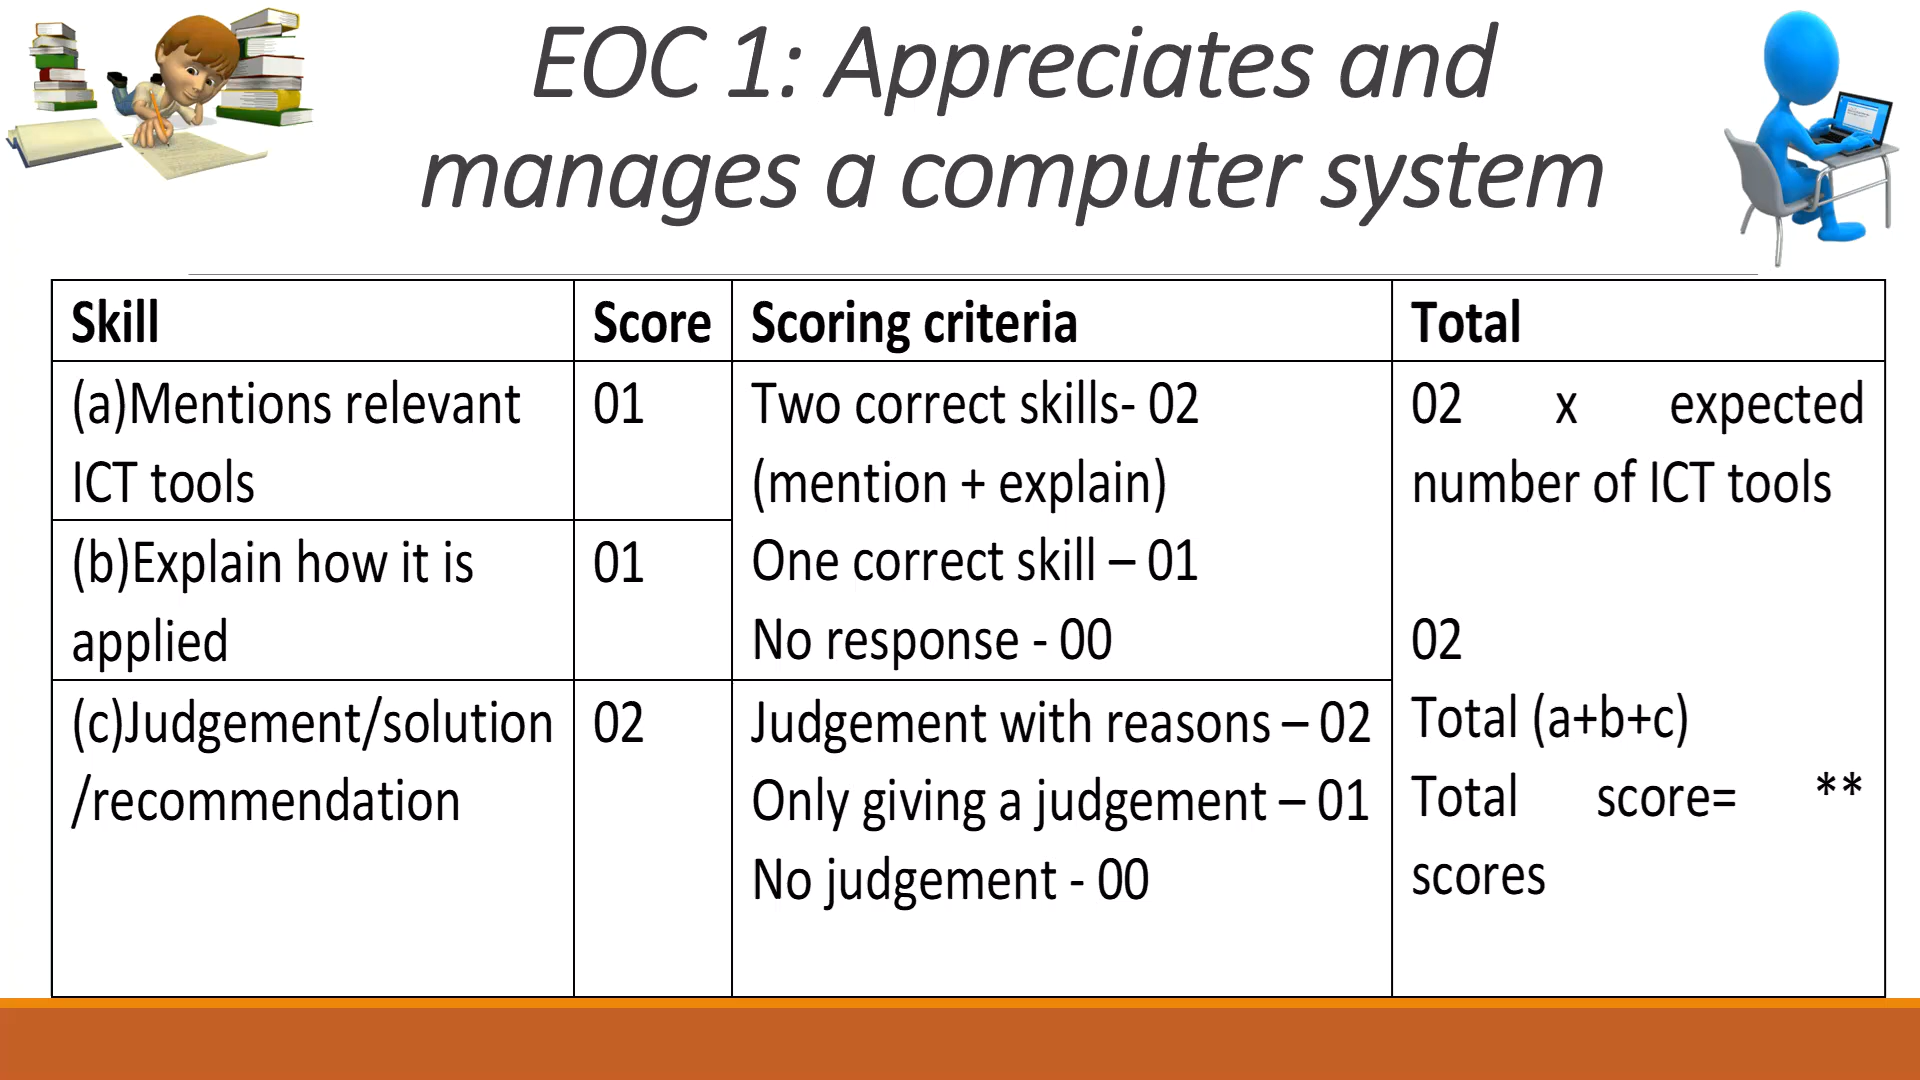 EOC 1: Appreciates and
manages a computer system
Skill
Score
Scoring criteria
Total
(a)Mentions relevant
ICT tools
01
Two correct skills- 02
(mention + explain)
One correct skill – 01
No response - 00
02 x expected
number of ICT tools
02
Total (a+b+c)
Total score= **
scores
(b)Explain how it is
applied
01
(c)Judgement/solution
/recommendation
02
Judgement with reasons – 02
Only giving a judgement – 01
No judgement - 00